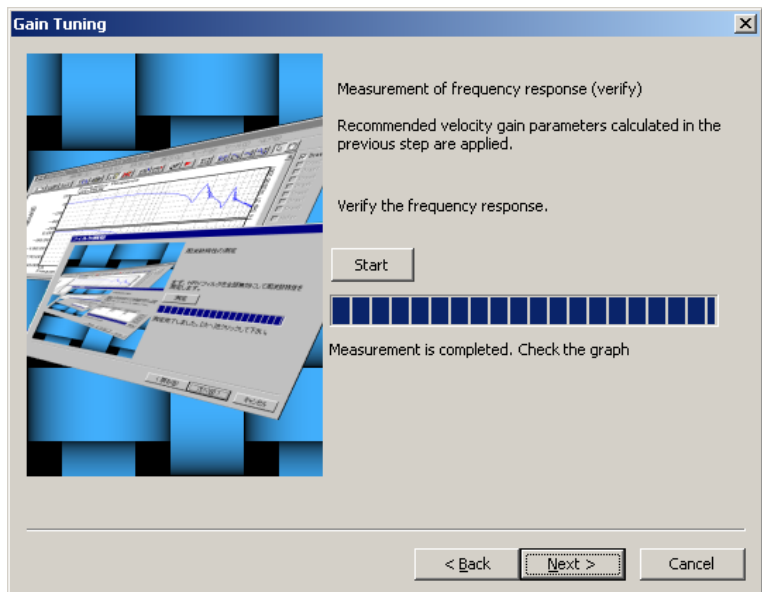 Gain Tuning
Measurement of frequency response (verify)
Recommended velocity gain parameters calculated in the
previous step are applied.
Verify the frequency response.
Start
Measurement is completed. Check the graph
< Back
Next >
Cancel